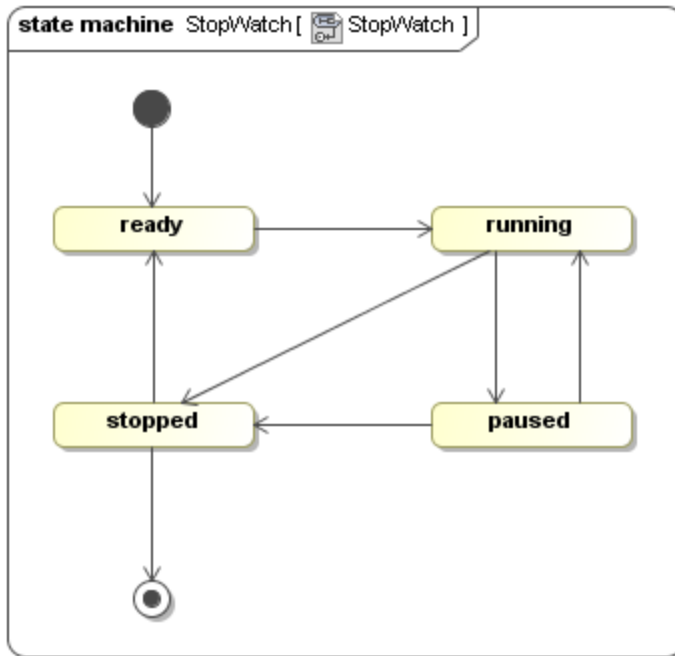 state machine StopWatch [ StopWatch ]
ready
running
stopped
paused